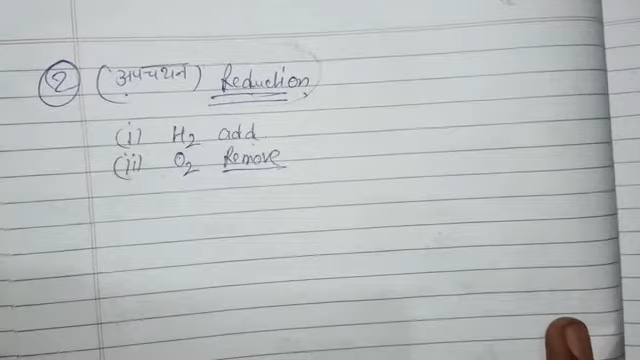 ② (अपचयन) Reduction
(i) H₂ add
(ii) O₂ Remove